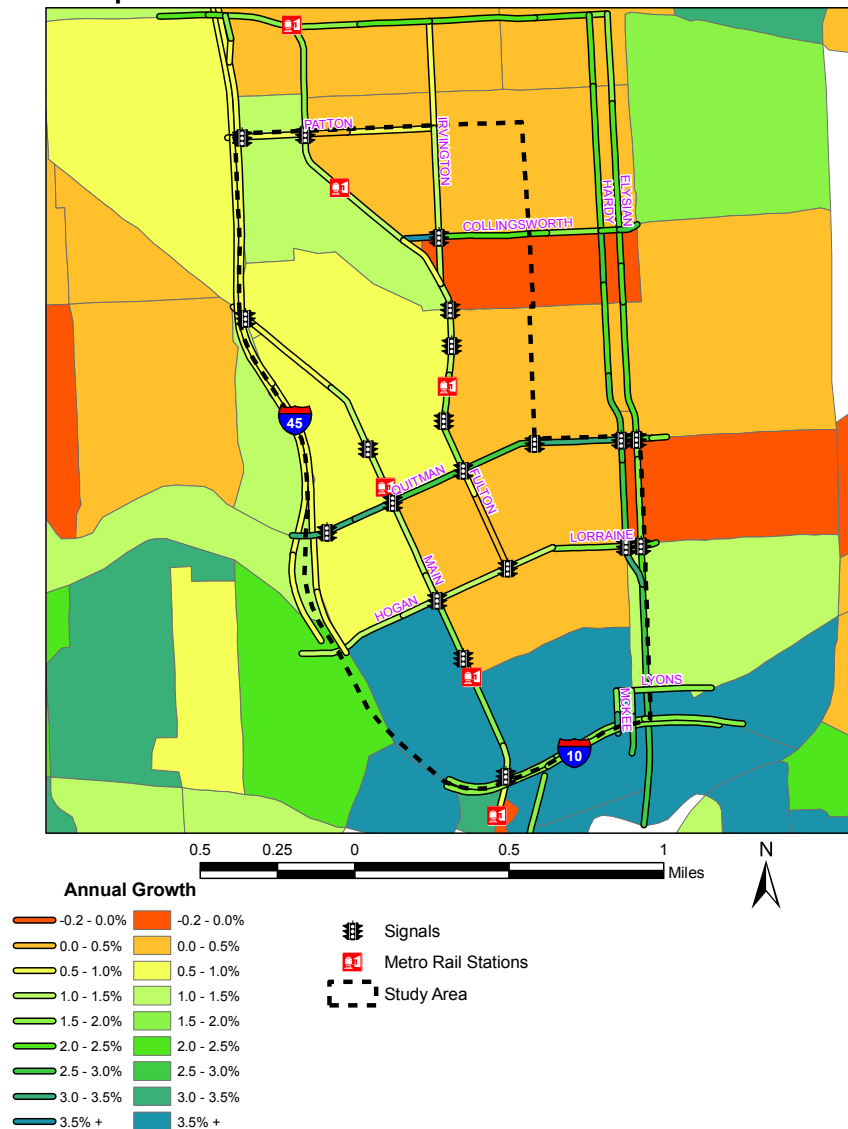 PATTON
IRVINGTON
HARDY
ELYSIAN
COLLINGSWORTH
45
QUITMAN
FULTON
MAIN
LORRAINE
HOGAN
LYONS
MCKEE
10
0.5 0.25 0 0.5 1
Miles
N
Annual Growth
-0.2 - 0.0% -0.2 - 0.0%
0.0 - 0.5% 0.0 - 0.5%
0.5 - 1.0% 0.5 - 1.0%
1.0 - 1.5% 1.0 - 1.5%
1.5 - 2.0% 1.5 - 2.0%
2.0 - 2.5% 2.0 - 2.5%
2.5 - 3.0% 2.5 - 3.0%
3.0 - 3.5% 3.0 - 3.5%
3.5% + 3.5% +
Signals
Metro Rail Stations
Study Area